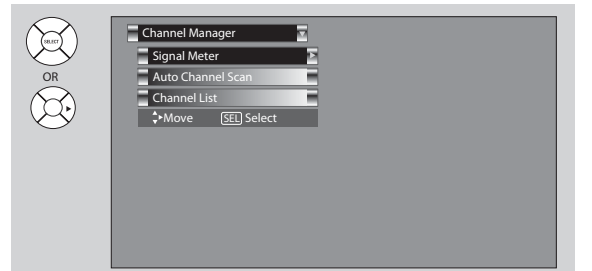 SELECT
OR
Channel Manager
Signal Meter
Auto Channel Scan
Channel List
Move SEL Select